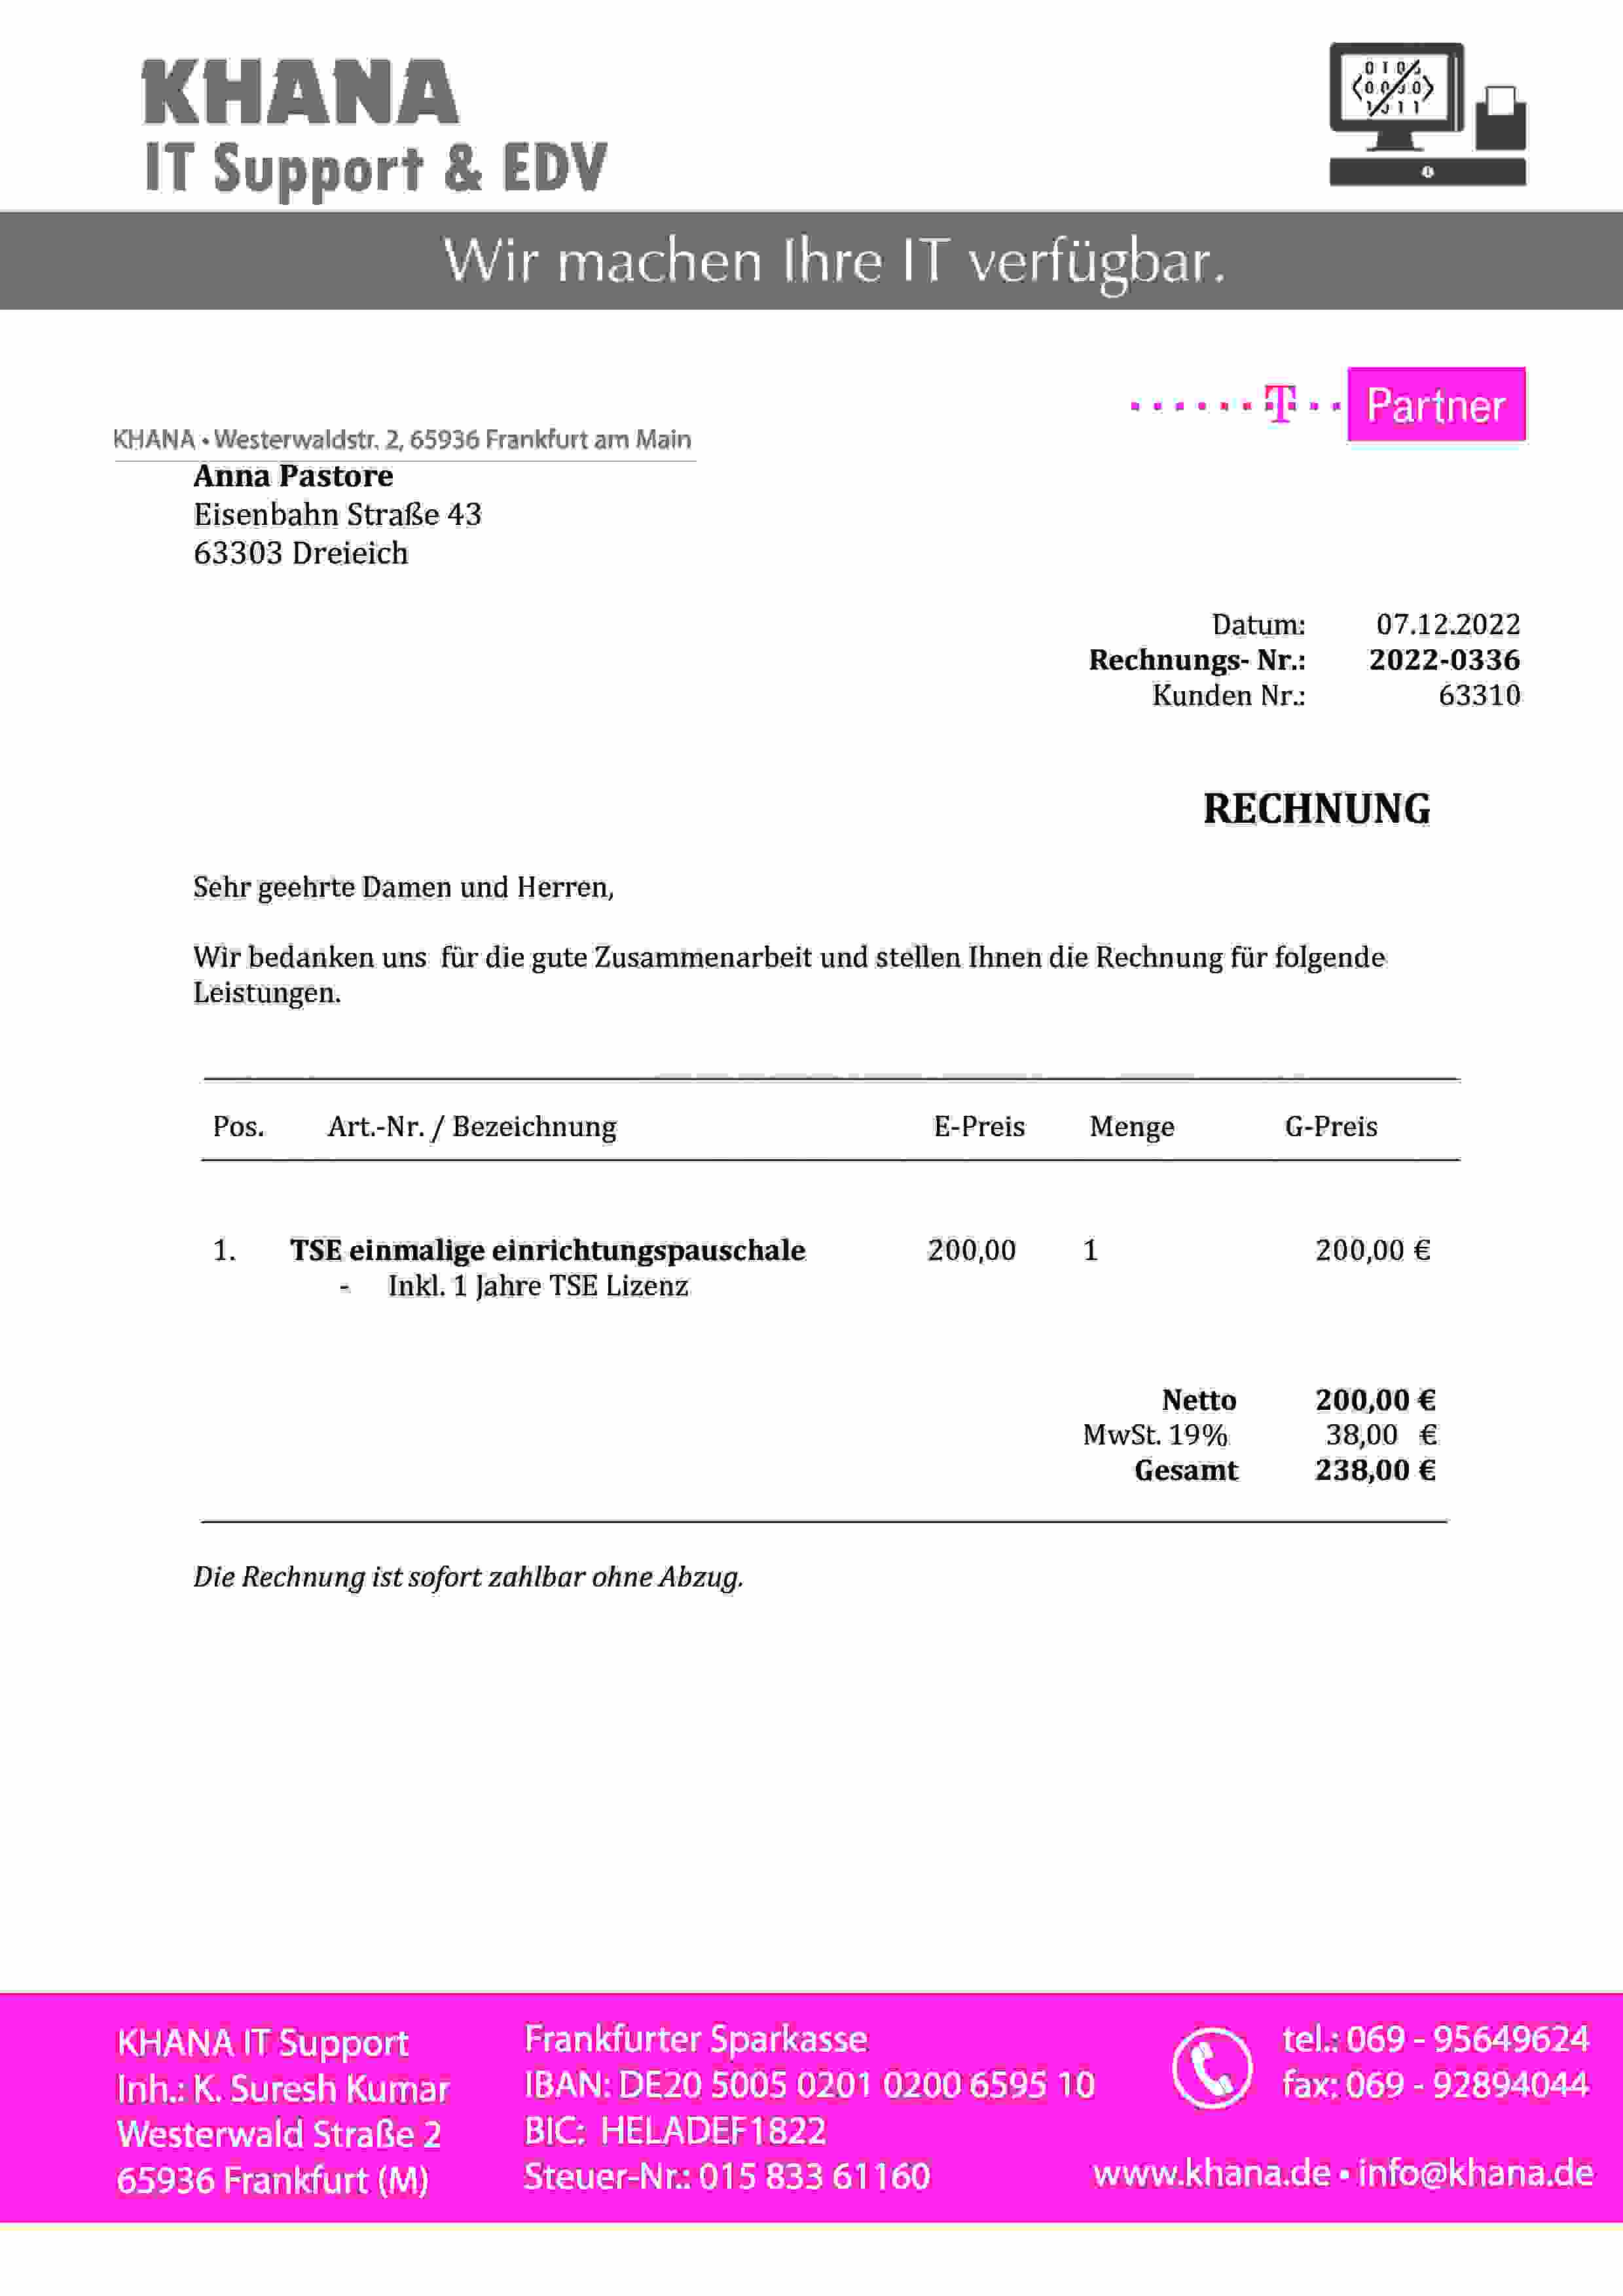 KHANA
IT Support & EDV
Wir machen Ihre IT verfügbar.
T Partner
KHANA • Westerwaldstr. 2, 65936 Frankfurt am Main
Anna Pastore
Eisenbahn Straße 43
63303 Dreieich
Datum: 07.12.2022
Rechnungs- Nr.: 2022-0336
Kunden Nr.: 63310
RECHNUNG
Sehr geehrte Damen und Herren,
Wir bedanken uns für die gute Zusammenarbeit und stellen Ihnen die Rechnung für folgende
Leistungen.
Pos. Art.-Nr. / Bezeichnung E-Preis Menge G-Preis
1. TSE einmalige einrichtungspauschale 200,00 1 200,00 €
- Inkl. 1 Jahre TSE Lizenz
Netto 200,00 €
MwSt. 19% 38,00 €
Gesamt 238,00 €
Die Rechnung ist sofort zahlbar ohne Abzug.
KHANA IT Support
Inh.: K. Suresh Kumar
Westerwald Straße 2
65936 Frankfurt (M)
Frankfurter Sparkasse
IBAN: DE20 5005 0201 0200 6595 10
BIC: HELADEF1822
Steuer-Nr.: 015 833 61160
tel.: 069 - 95649624
fax: 069 - 92894044
www.khana.de • info@khana.de